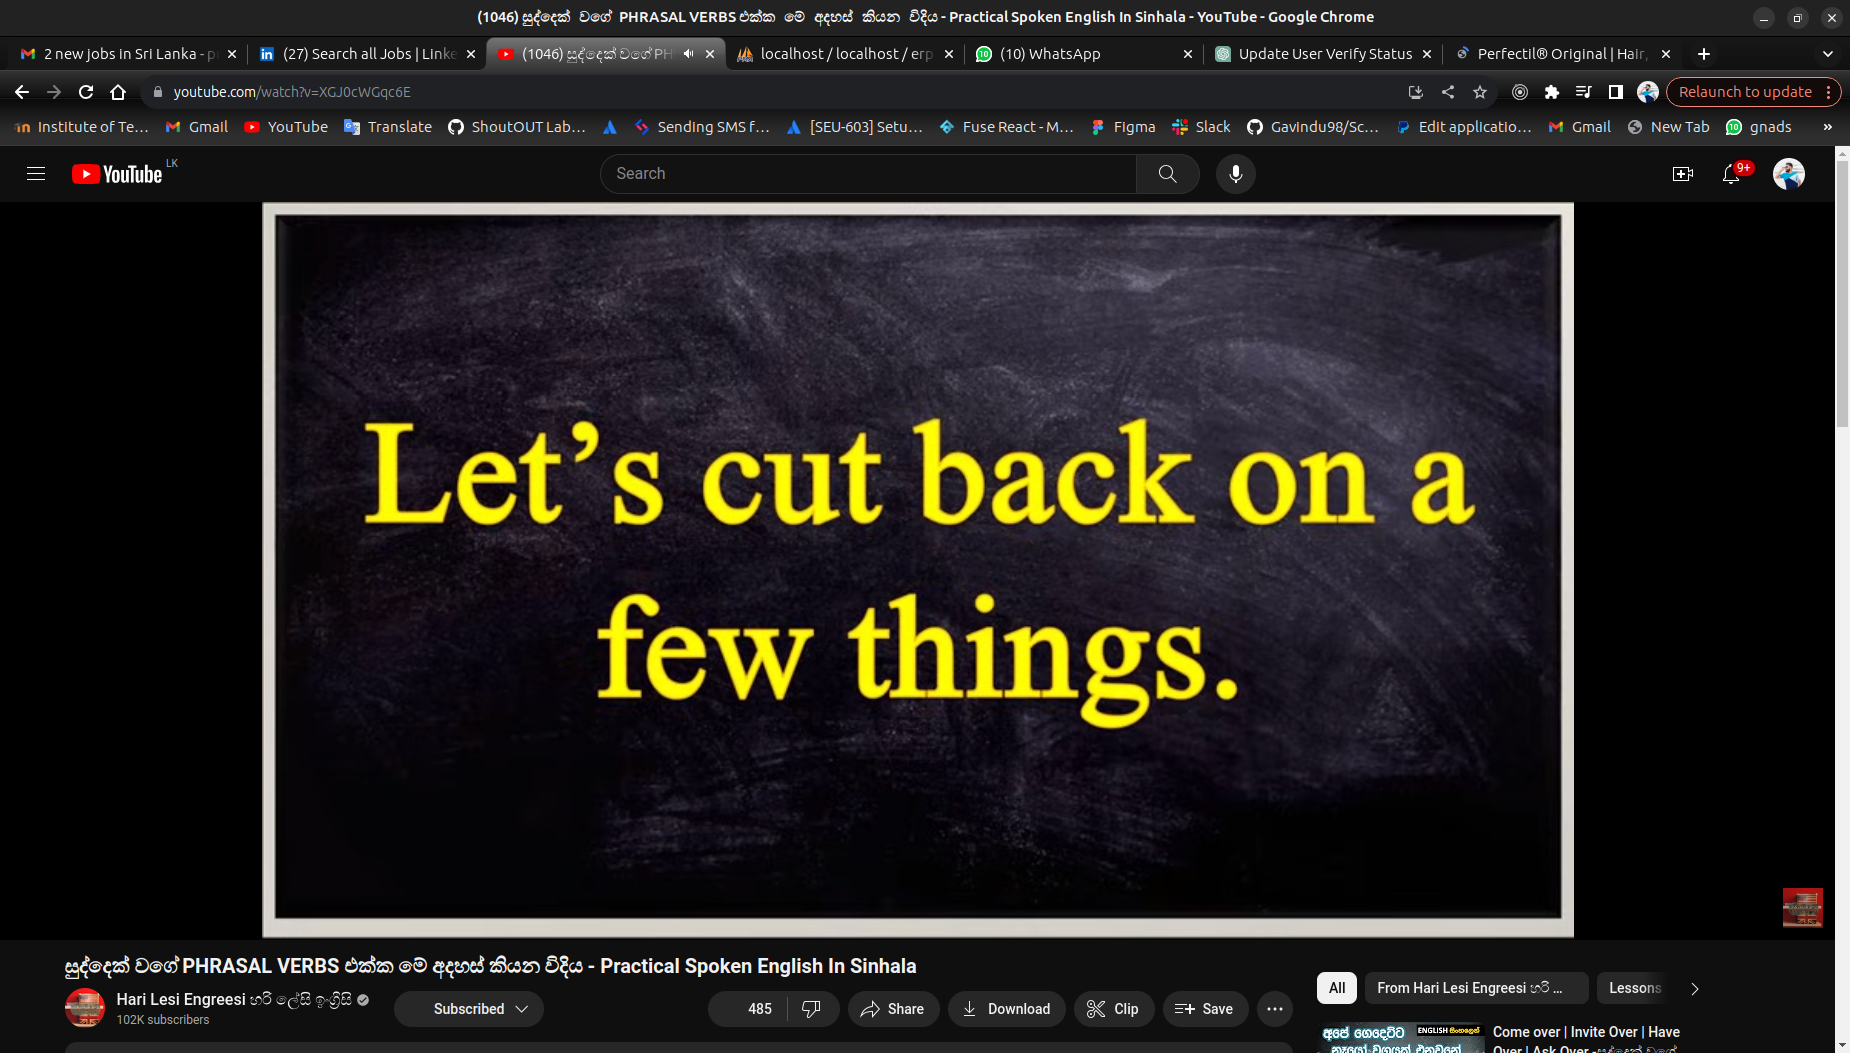 (1046) සුද්දෙක් වගේ PHRASAL VERBS එක්ක මේ අදහස් කියන විදිය - Practical Spoken English In Sinhala - YouTube - Google Chrome
2 new jobs in Sri Lanka - p
(27) Search all Jobs | Linke
(1046) සුද්දෙක් වගේ PH
localhost / localhost / erp
(10) WhatsApp
Update User Verify Status
Perfectil® Original | Hair,
youtube.com/watch?v=XGJ0cWGqc6E
Relaunch to update
Institute of Te...
Gmail
YouTube
Translate
ShoutOUT Lab...
Sending SMS f...
[SEU-603] Setu...
Fuse React - M...
Figma
Slack
Gavindu98/Sc...
Edit applicatio...
Gmail
New Tab
gnads
»
YouTube LK
Search
9+
Let's cut back on a
few things.
සුද්දෙක් වගේ PHRASAL VERBS එක්ක මේ අදහස් කියන විදිය - Practical Spoken English In Sinhala
Hari Lesi Engreesi හරි ලේසි ඉංග්‍රීසි
102K subscribers
Subscribed
485
Share
Download
Clip
Save
All
From Hari Lesi Engreesi හරි ...
Lessons
අපේ ගෙදෙට්ට
ENGLISH සිංහලෙන්
Come over | Invite Over | Have
Over | Ask Over -සුද්දෙක් වගේ